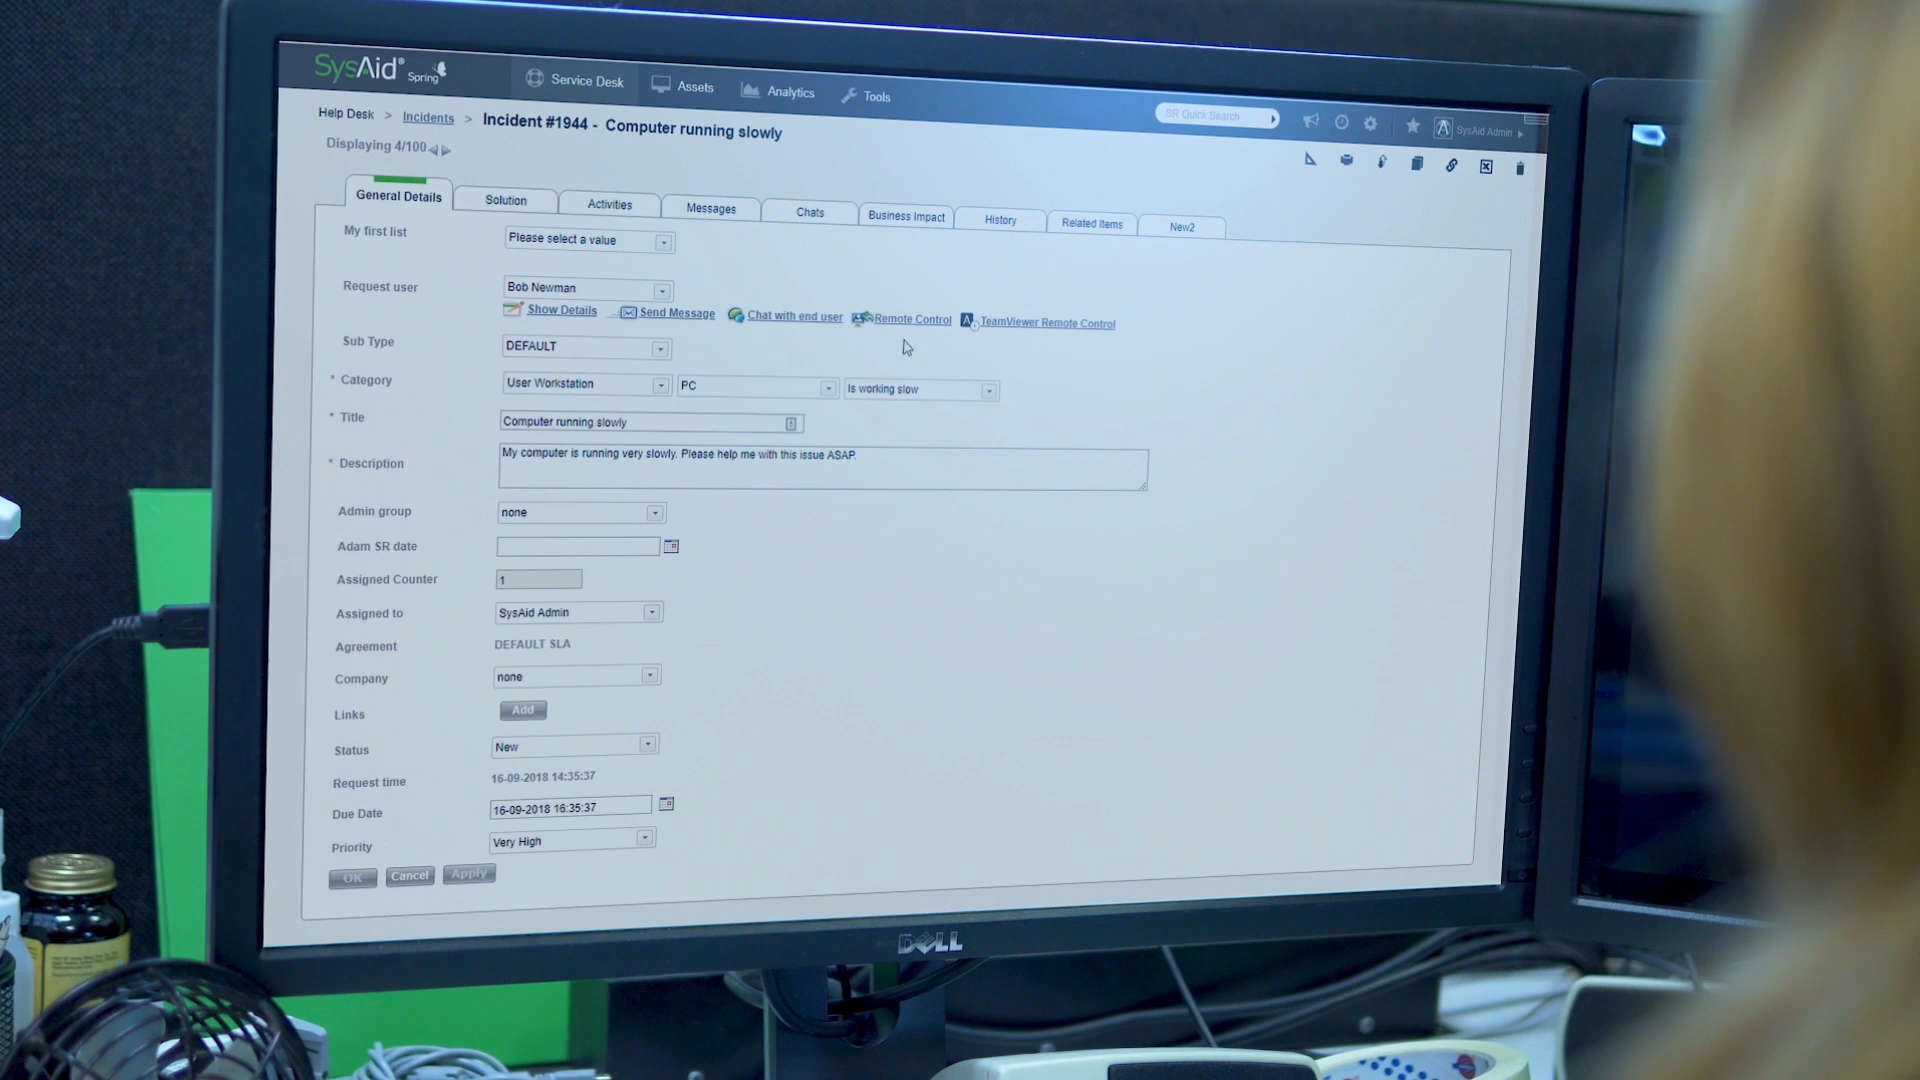 SysAid® Spring
Service Desk Assets Analytics Tools
SR Quick Search
SysAid Admin
Help Desk > Incidents > Incident #1944 - Computer running slowly
Displaying 4/100
General Details Solution Activities Messages Chats Business Impact History Related Items New2
My first list Please select a value
Request user Bob Newman
Show Details Send Message Chat with end user Remote Control TeamViewer Remote Control
Sub Type DEFAULT
* Category User Workstation PC Is working slow
* Title Computer running slowly
* Description My computer is running very slowly. Please help me with this issue ASAP.
Admin group none
Adam SR date
Assigned Counter 1
Assigned to SysAid Admin
Agreement DEFAULT SLA
Company none
Links Add
Status New
Request time 16-09-2018 14:35:37
Due Date 16-09-2018 16:35:37
Priority Very High
OK Cancel Apply
DELL